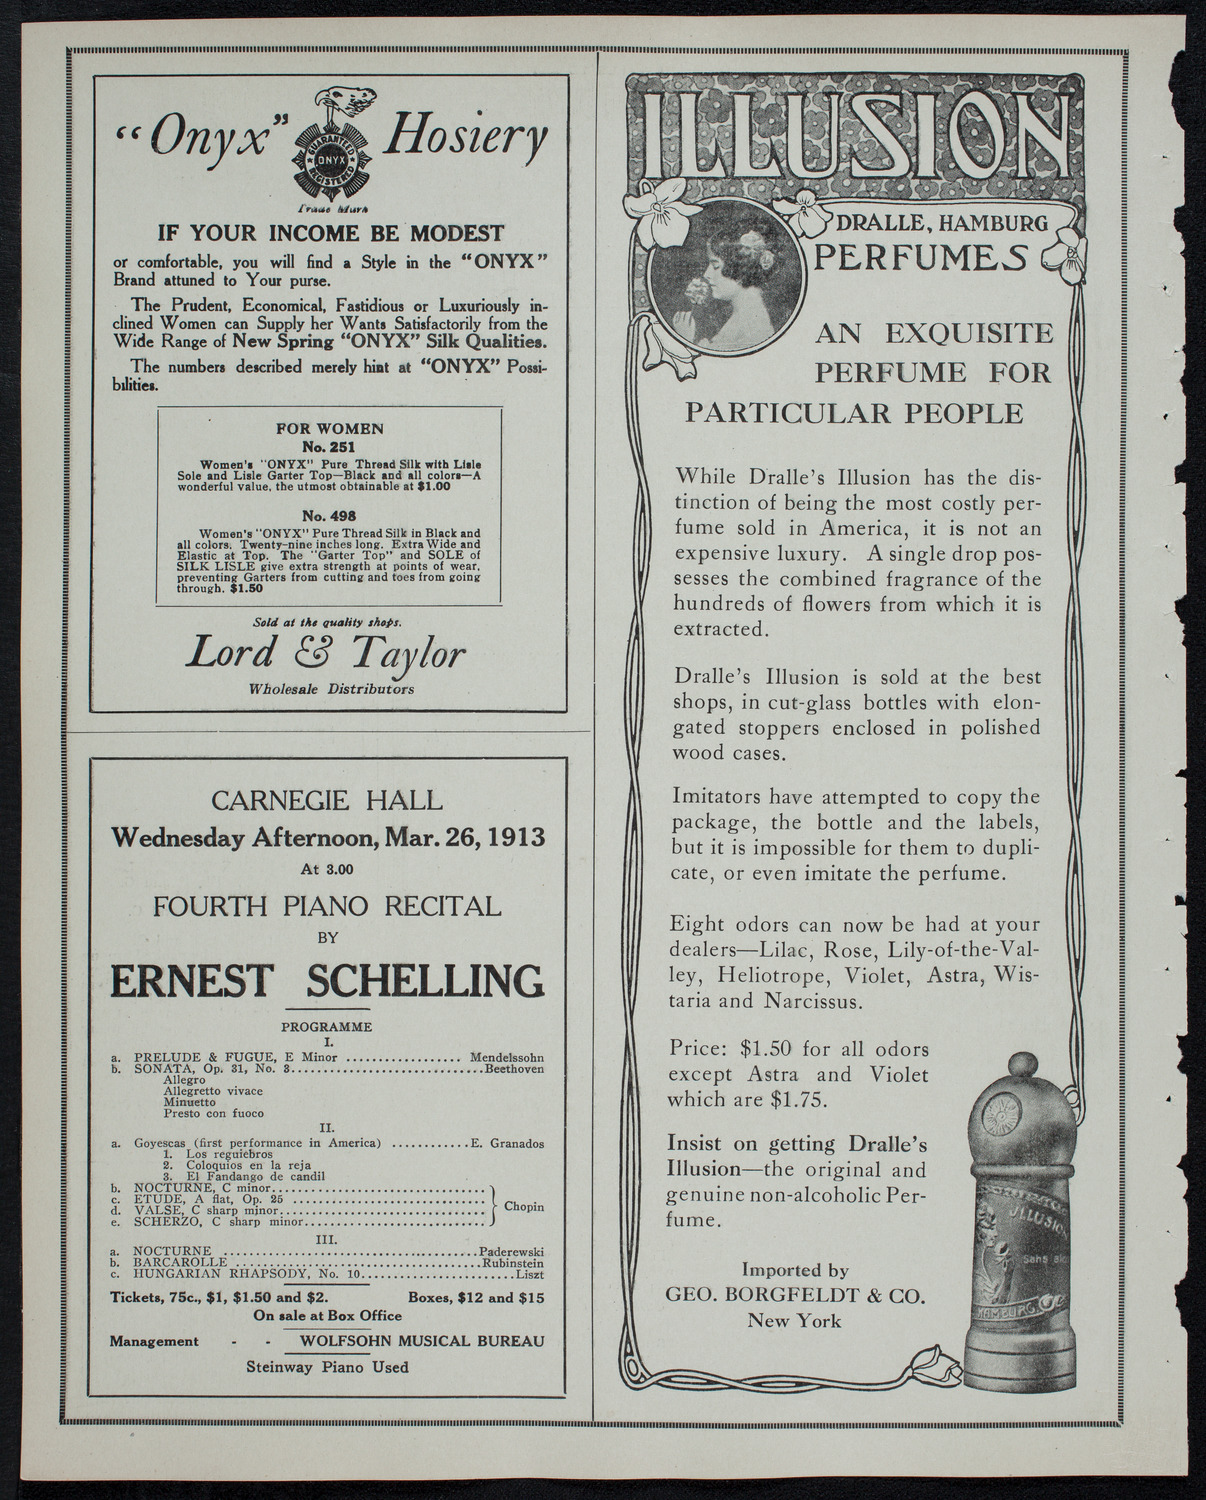 "Onyx" Hosiery
GUARANTEED
ONYX
REGISTERED
Trade Mark
IF YOUR INCOME BE MODEST
or comfortable, you will find a Style in the "ONYX"
Brand attuned to Your purse.
The Prudent, Economical, Fastidious or Luxuriously in-
clined Women can Supply her Wants Satisfactorily from the
Wide Range of New Spring "ONYX" Silk Qualities.
The numbers described merely hint at "ONYX" Possi-
bilities.
FOR WOMEN
No. 251
Women's "ONYX" Pure Thread Silk with Lisle
Sole and Lisle Garter Top—Black and all colors—A
wonderful value, the utmost obtainable at $1.00
No. 498
Women's "ONYX" Pure Thread Silk in Black and
all colors. Twenty-nine inches long. Extra Wide and
Elastic at Top. The "Garter Top" and SOLE of
SILK LISLE give extra strength at points of wear,
preventing Garters from cutting and toes from going
through. $1.50
Sold at the quality shops.
Lord & Taylor
Wholesale Distributors
CARNEGIE HALL
Wednesday Afternoon, Mar. 26, 1913
At 3.00
FOURTH PIANO RECITAL
BY
ERNEST SCHELLING
PROGRAMME
I.
a. PRELUDE & FUGUE, E Minor .................. Mendelssohn
b. SONATA, Op. 31, No. 3..............................Beethoven
Allegro
Allegretto vivace
Minuetto
Presto con fuoco
II.
a. Goyescas (first performance in America) ............E. Granados
1. Los reguiebros
2. Coloquios en la reja
3. El Fandango de candil
b. NOCTURNE, C minor..................................
c. ETUDE, A flat, Op. 25 ...............................
d. VALSE, C sharp minor................................. Chopin
e. SCHERZO, C sharp minor.............................
III.
a. NOCTURNE ........................................Paderewski
b. BARCAROLLE .......................................Rubinstein
c. HUNGARIAN RHAPSODY, No. 10........................Liszt
Tickets, 75c., $1, $1.50 and $2. Boxes, $12 and $15
On sale at Box Office
Management - - WOLFSOHN MUSICAL BUREAU
Steinway Piano Used
ILLUSION
DRALLE, HAMBURG
PERFUMES
AN EXQUISITE
PERFUME FOR
PARTICULAR PEOPLE
While Dralle's Illusion has the dis-
tinction of being the most costly per-
fume sold in America, it is not an
expensive luxury. A single drop pos-
sesses the combined fragrance of the
hundreds of flowers from which it is
extracted.
Dralle's Illusion is sold at the best
shops, in cut-glass bottles with elon-
gated stoppers enclosed in polished
wood cases.
Imitators have attempted to copy the
package, the bottle and the labels,
but it is impossible for them to dupli-
cate, or even imitate the perfume.
Eight odors can now be had at your
dealers—Lilac, Rose, Lily-of-the-Val-
ley, Heliotrope, Violet, Astra, Wis-
taria and Narcissus.
Price: $1.50 for all odors
except Astra and Violet
which are $1.75.
Insist on getting Dralle's
Illusion—the original and
genuine non-alcoholic Per-
fume.
Imported by
GEO. BORGFELDT & CO.
New York
ILLUSION
Sans
HAMBURG